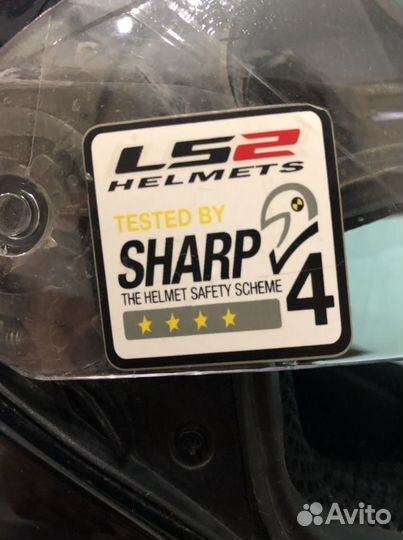 LS2
HELMETS
TESTED BY
SHARP
THE HELMET SAFETY SCHEME
4
Avito